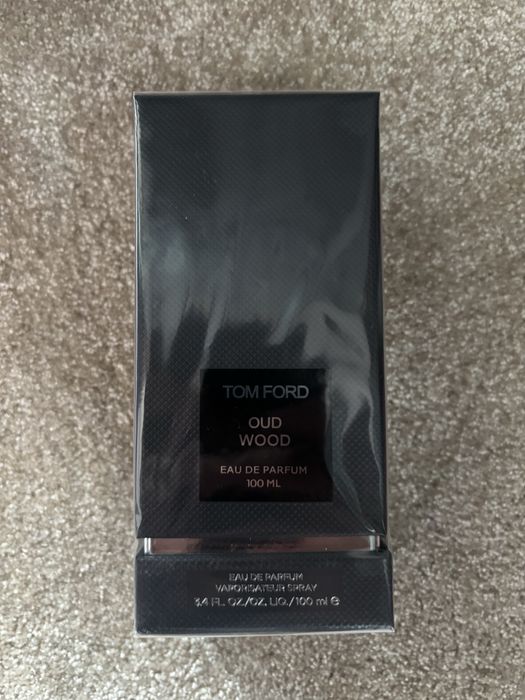 TOM FORD
OUD
WOOD
EAU DE PARFUM
100 ML
EAU DE PARFUM
VAPORISATEUR SPRAY
3.4 FL. OZ./OZ. LIQ./100 ml ℮